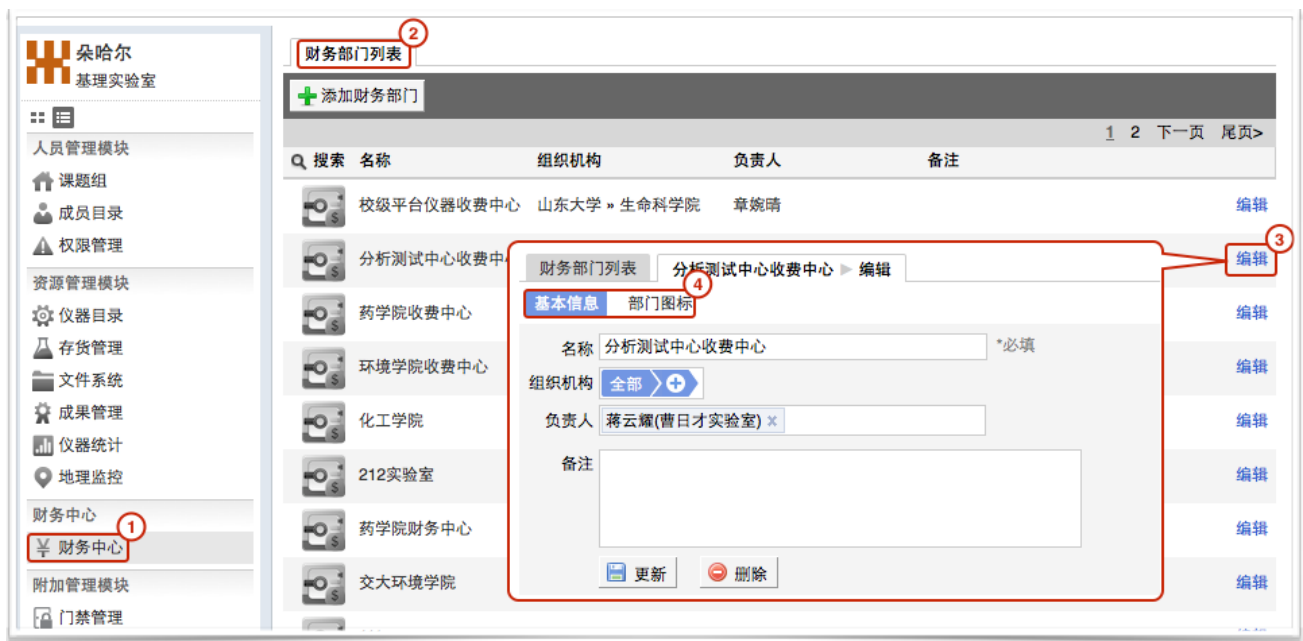 朵哈尔
基理实验室
人员管理模块
课题组
成员目录
权限管理
资源管理模块
仪器目录
存货管理
文件系统
成果管理
仪器统计
地理监控
财务中心
1
¥ 财务中心
附加管理模块
门禁管理
2
财务部门列表
添加财务部门
1 2 下一页 尾页>
搜索 名称 组织机构 负责人 备注
校级平台仪器收费中心 山东大学 » 生命科学院 章婉晴 编辑
3
分析测试中心收费中 编辑
药学院收费中心 编辑
环境学院收费中心 编辑
化工学院 编辑
212实验室 编辑
药学院财务中心 编辑
交大环境学院 编辑
财务部门列表 分析测试中心收费中心 ▶ 编辑
4
基本信息 部门图标
名称 分析测试中心收费中心 *必填
组织机构 全部
负责人 蒋云耀(曹日才实验室) x
备注
更新 删除